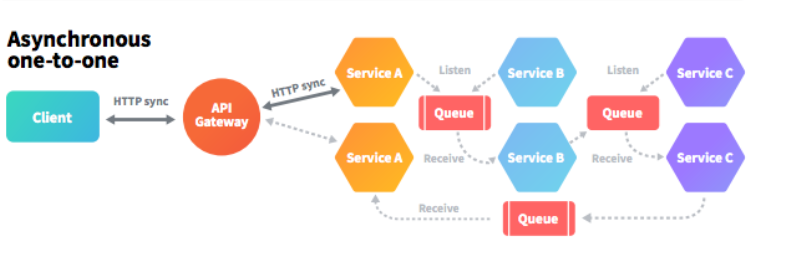 Asynchronous
one-to-one
Client
HTTP sync
API
Gateway
HTTP sync
Service A
Listen
Service B
Listen
Service C
Queue
Queue
Service A
Receive
Service B
Receive
Service C
Receive
Queue